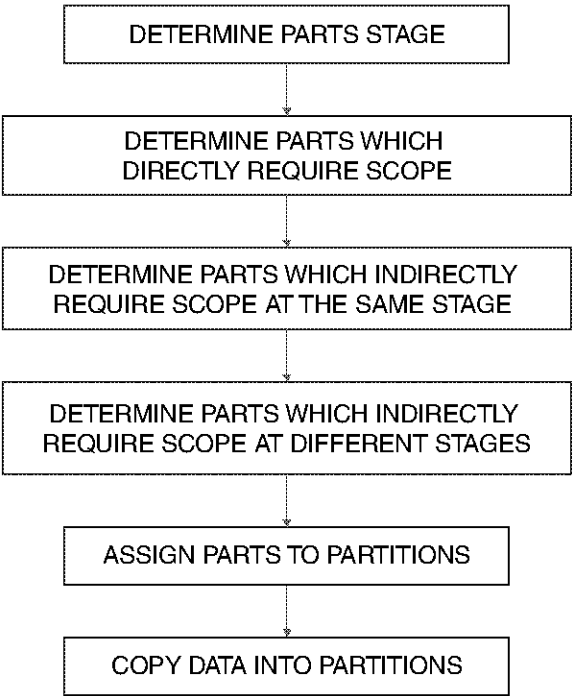 DETERMINE PARTS STAGE
DETERMINE PARTS WHICH
DIRECTLY REQUIRE SCOPE
DETERMINE PARTS WHICH INDIRECTLY
REQUIRE SCOPE AT THE SAME STAGE
DETERMINE PARTS WHICH INDIRECTLY
REQUIRE SCOPE AT DIFFERENT STAGES
ASSIGN PARTS TO PARTITIONS
COPY DATA INTO PARTITIONS